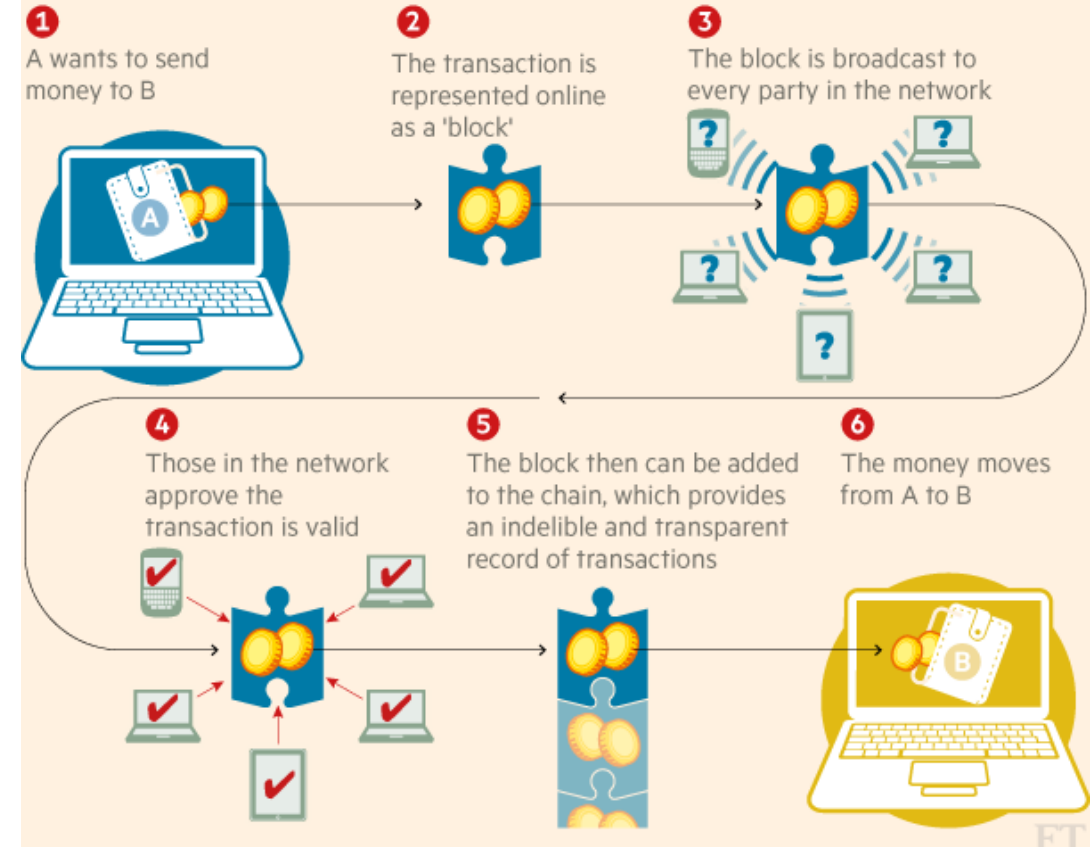 1
A wants to send
money to B
A
2
The transaction is
represented online
as a 'block'
3
The block is broadcast to
every party in the network
?
?
?
?
?
4
Those in the network
approve the
transaction is valid
5
The block then can be added
to the chain, which provides
an indelible and transparent
record of transactions
6
The money moves
from A to B
B
FT